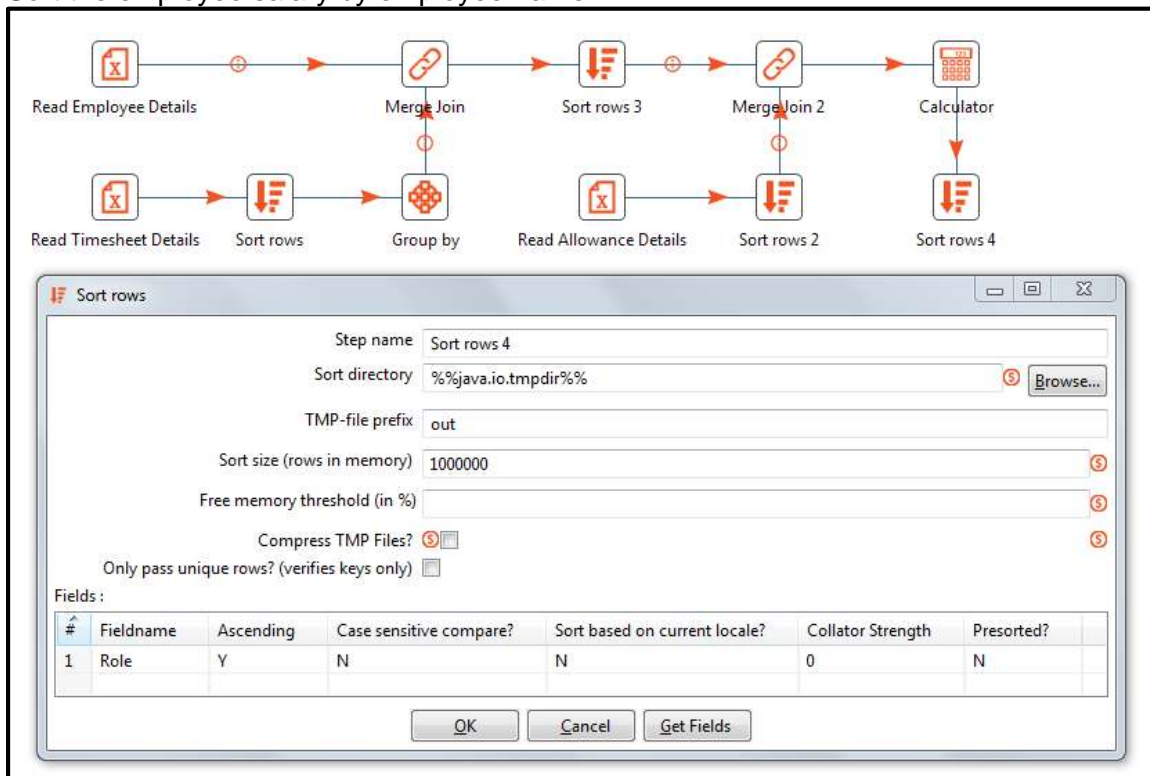 Read Employee Details Merge Join Sort rows 3 Merge Join 2 Calculator
Read Timesheet Details Sort rows Group by Read Allowance Details Sort rows 2 Sort rows 4
Sort rows
Step name Sort rows 4
Sort directory %%java.io.tmpdir%% Browse...
TMP-file prefix out
Sort size (rows in memory) 1000000
Free memory threshold (in %)
Compress TMP Files?
Only pass unique rows? (verifies keys only)
Fields :
# Fieldname Ascending Case sensitive compare? Sort based on current locale? Collator Strength Presorted?
1 Role Y N N 0 N
OK Cancel Get Fields